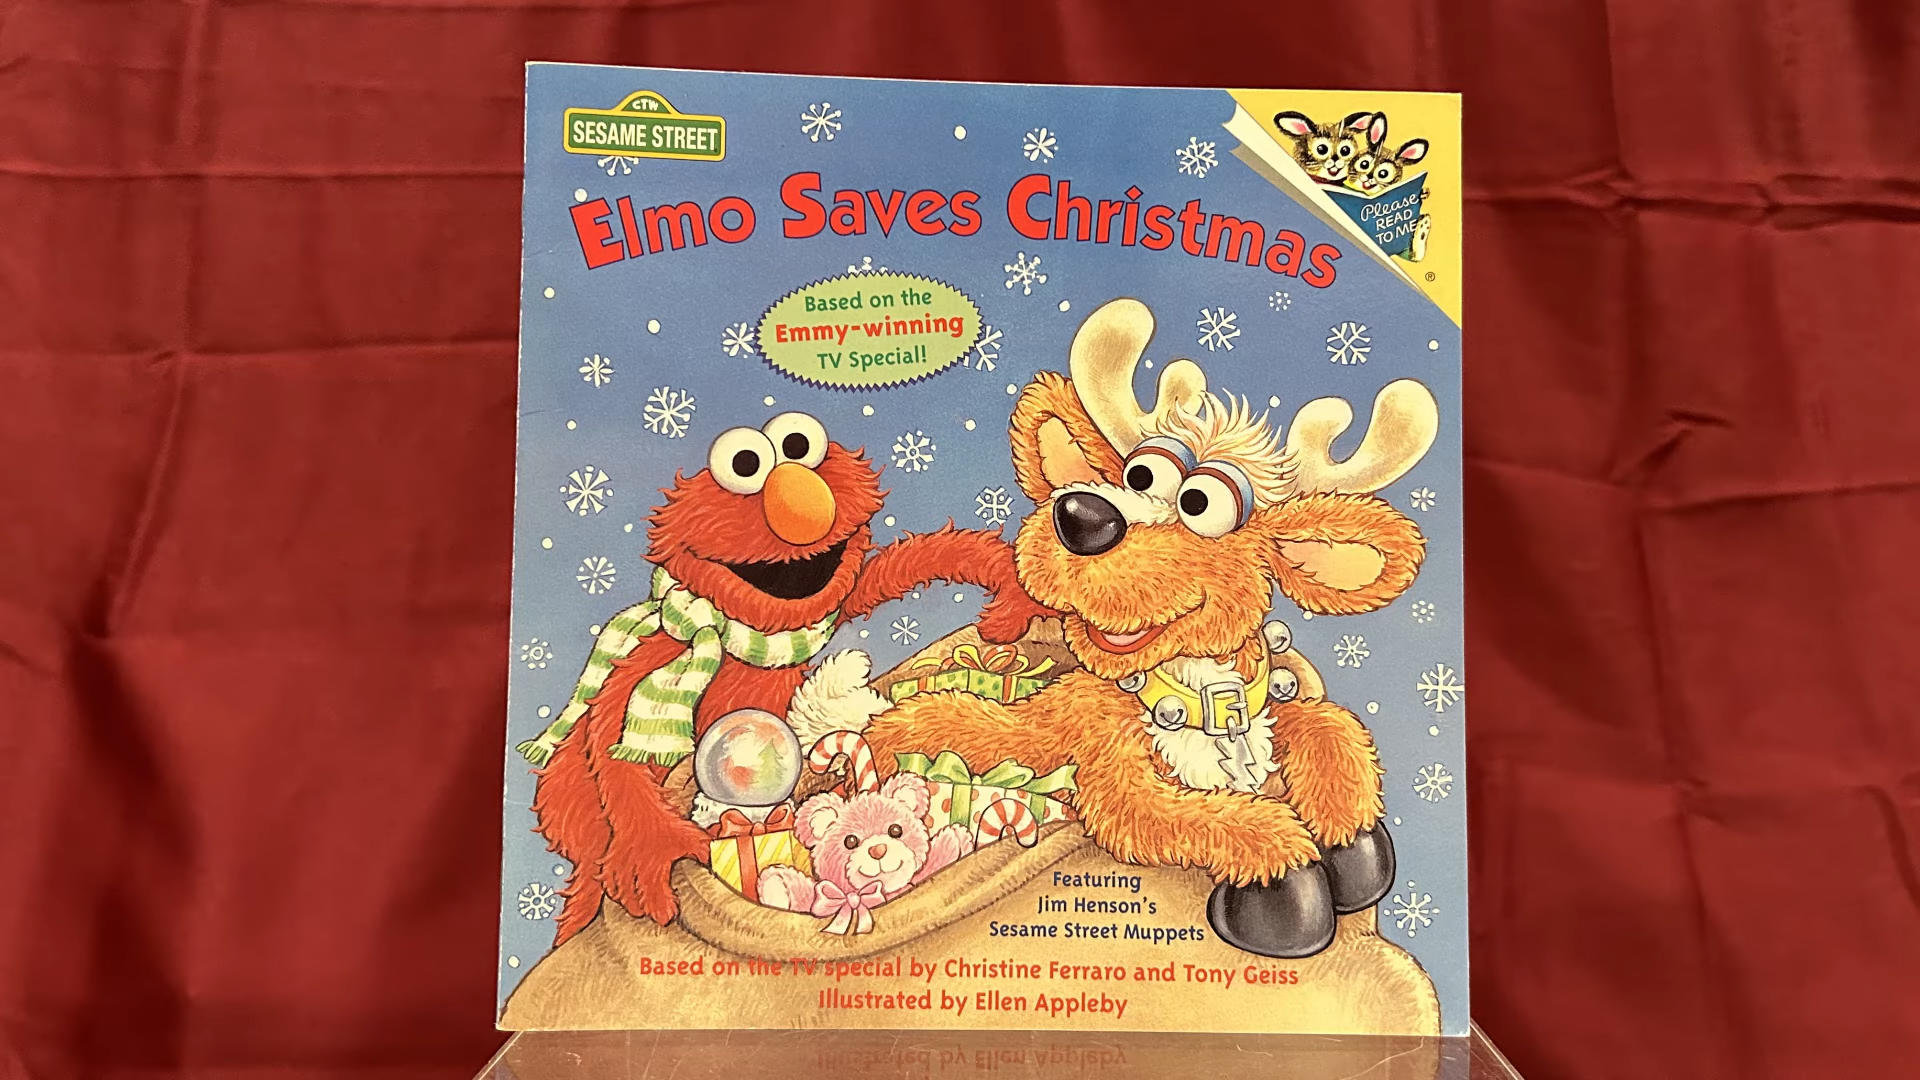 CTW
SESAME STREET
Please
READ
TO ME
®
Elmo Saves Christmas
Based on the
Emmy-winning
TV Special!
Featuring
Jim Henson's
Sesame Street Muppets
Based on the TV special by Christine Ferraro and Tony Geiss
Illustrated by Ellen Appleby